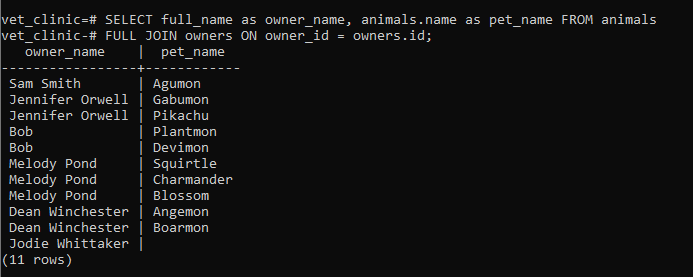 vet_clinic=# SELECT full_name as owner_name, animals.name as pet_name FROM animals
vet_clinic-# FULL JOIN owners ON owner_id = owners.id;
   owner_name    |  pet_name
-----------------+------------
 Sam Smith       | Agumon
 Jennifer Orwell | Gabumon
 Jennifer Orwell | Pikachu
 Bob             | Plantmon
 Bob             | Devimon
 Melody Pond     | Squirtle
 Melody Pond     | Charmander
 Melody Pond     | Blossom
 Dean Winchester | Angemon
 Dean Winchester | Boarmon
 Jodie Whittaker |
(11 rows)